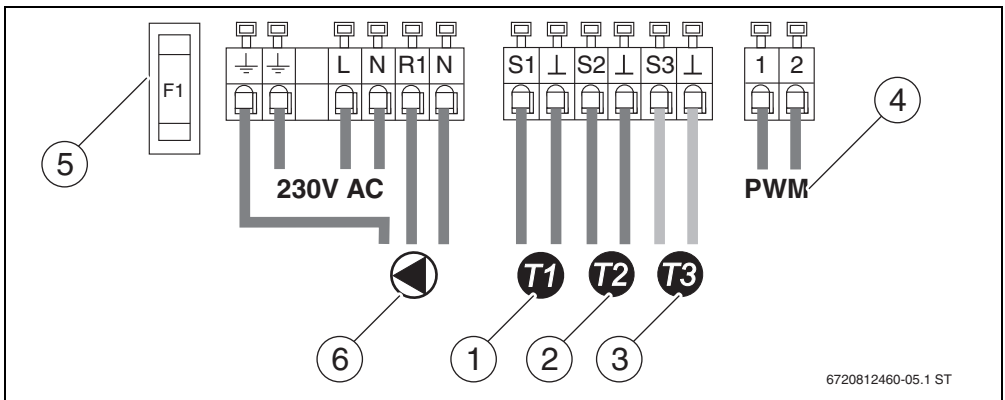 ⏚ ⏚ L N R1 N S1 ⊥ S2 ⊥ S3 ⊥ 1 2
F1
4
5
230V AC
PWM
T1 T2 T3
6 1 2 3
6720812460-05.1 ST